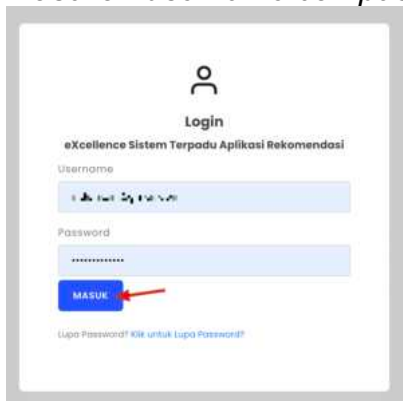 Login
eXcellence Sistem Terpadu Aplikasi Rekomendasi
Username
Password
•••••••••••••
MASUK
Lupa Password? Klik untuk Lupa Password?